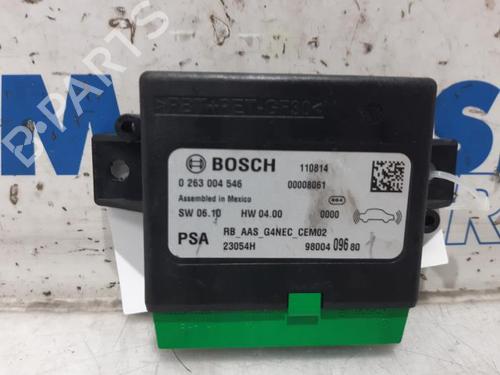 >PBT+PET-GF30<
BOSCH
110814
0 263 004 546
00008061
Assembled in Mexico
SW 06.10
HW 04.00
0000
PSA
RB_AAS_G4NEC_CEM02
23054H
98004 096 80
B-PARTS